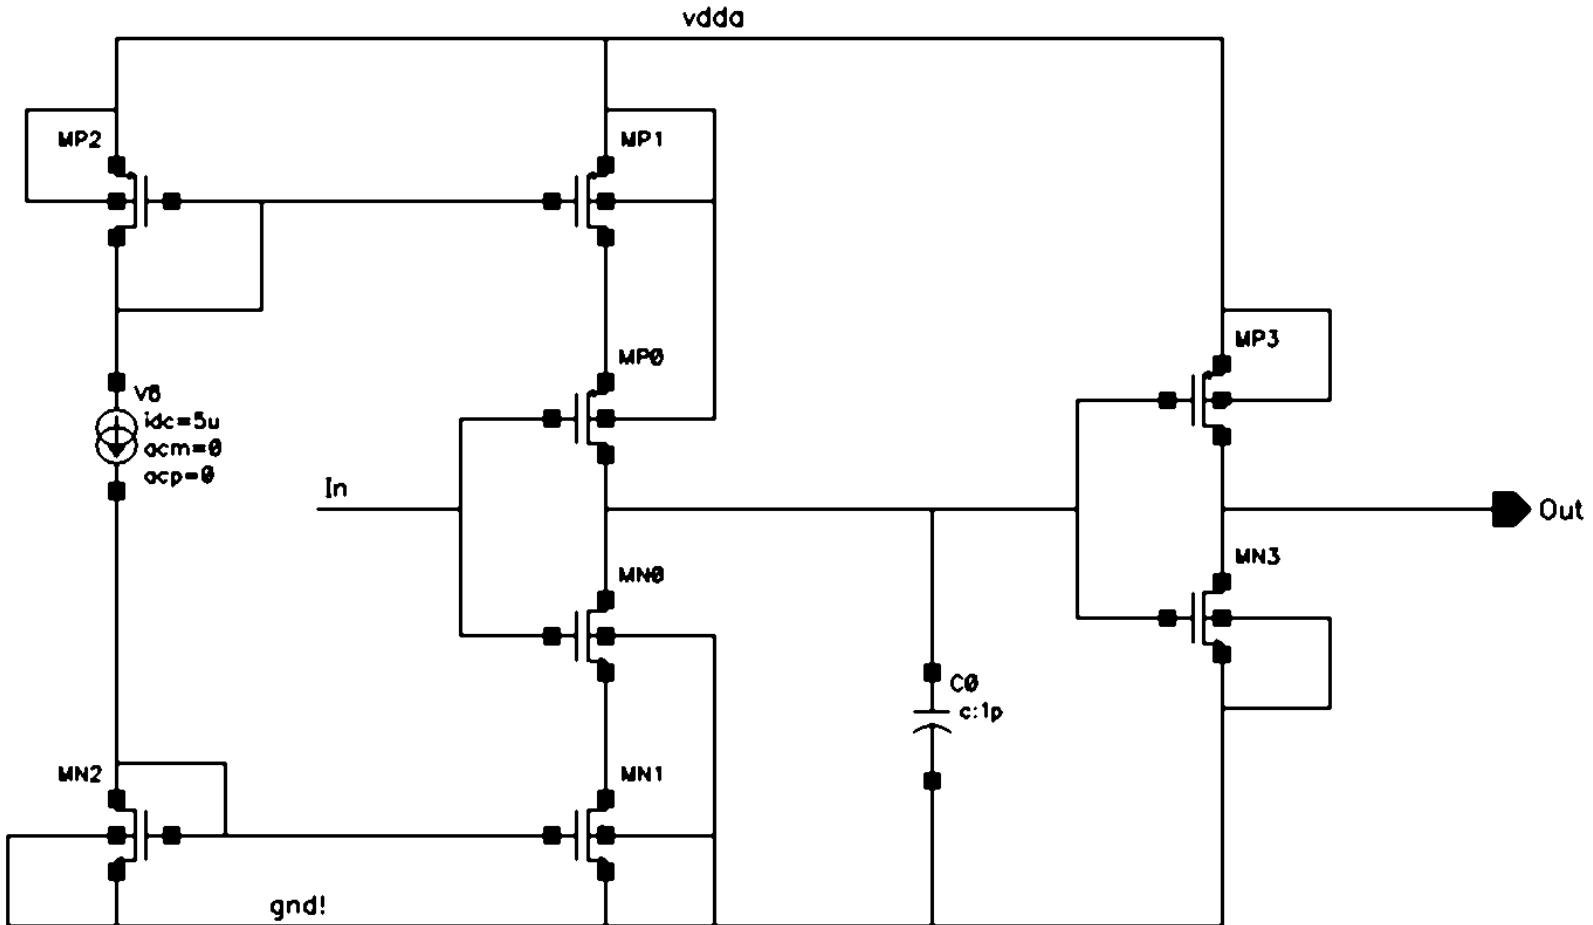 vdda
MP2
MP1
MP3
MP0
V6
idc=5u
acm=0
acp=0
In
Out
MN0
MN3
C0
c:1p
MN2
MN1
gnd!